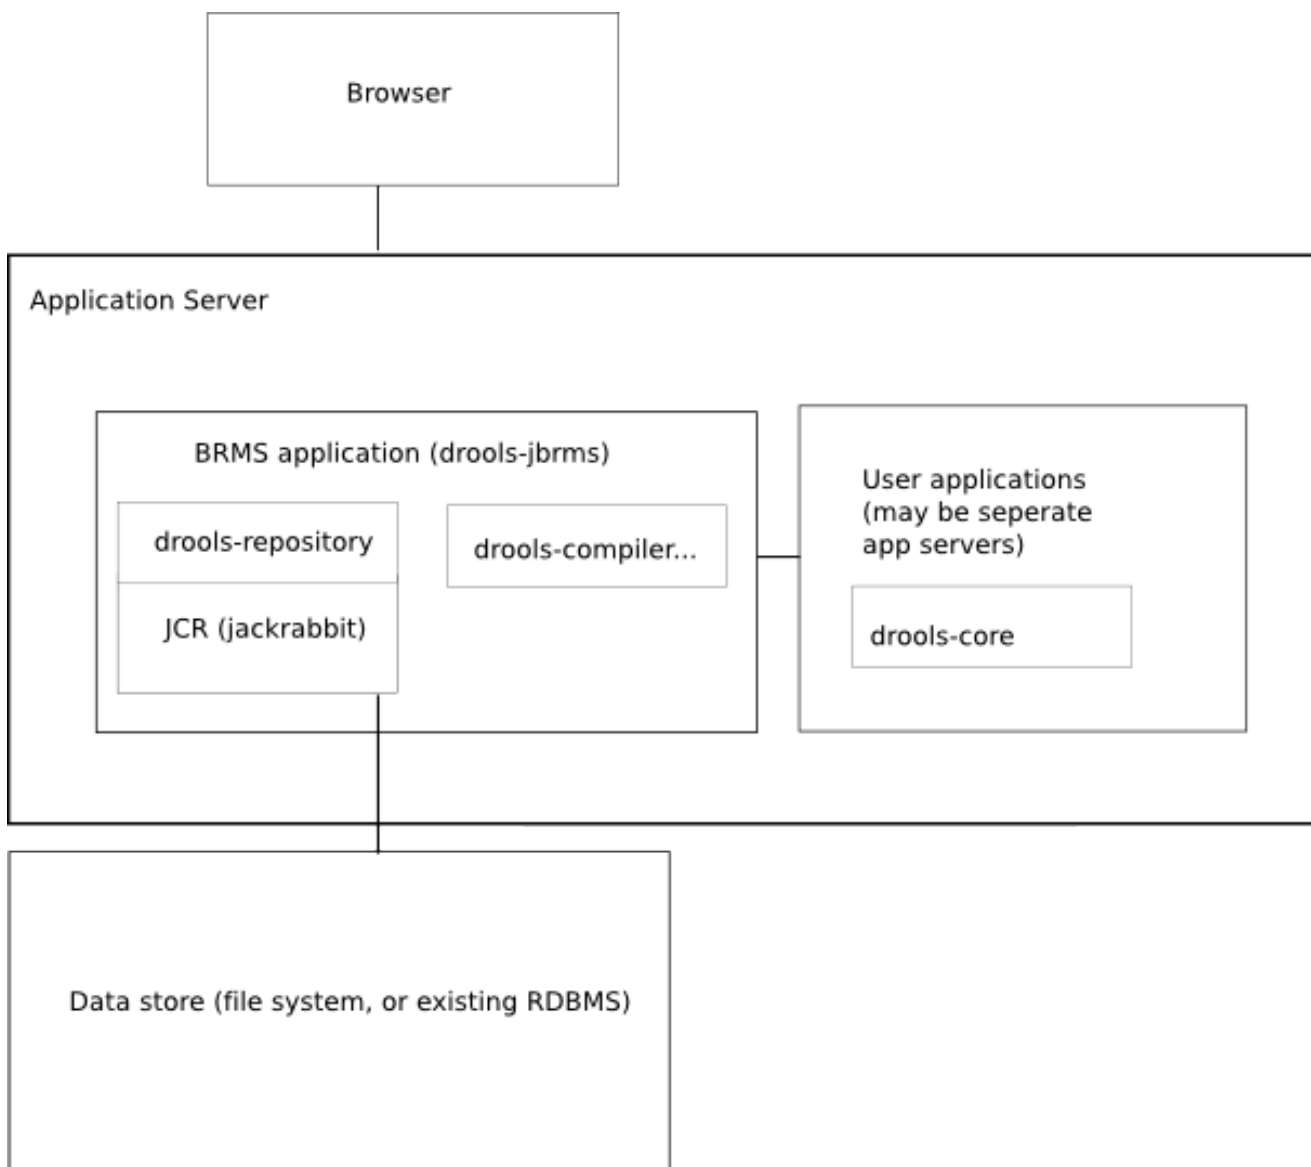 Browser
Application Server
BRMS application (drools-jbrms)
drools-repository
drools-compiler...
JCR (jackrabbit)
User applications
(may be seperate
app servers)
drools-core
Data store (file system, or existing RDBMS)